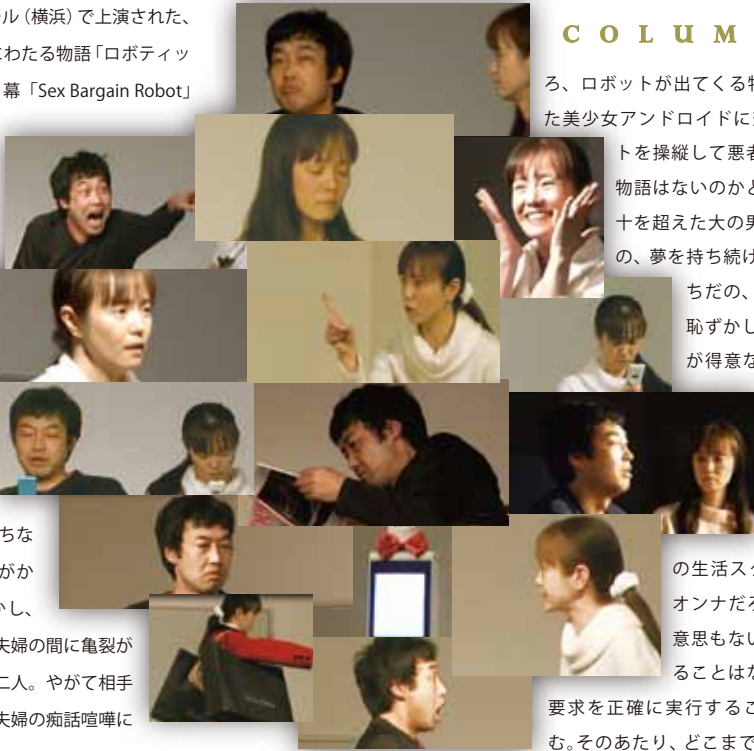 ル（横浜）で上演された、
わたる物語「ロボティッ
幕「Sex Bargain Robot」
ちな
がか
かし、
夫婦の間に亀裂が
二人。やがて相手
夫婦の痴話喧嘩に
COLUM
ろ、ロボットが出てくる
た美少女アンドロイドに
トを操縦して悪者
物語はないのかと
十を超えた大の男
の、夢を持ち続け
ちだの、
恥ずかし
が得意な
の生活ス
オンナだろ
意思もない
ることはな
要求を正確に実行するこ
む。そのあたり、どこまで